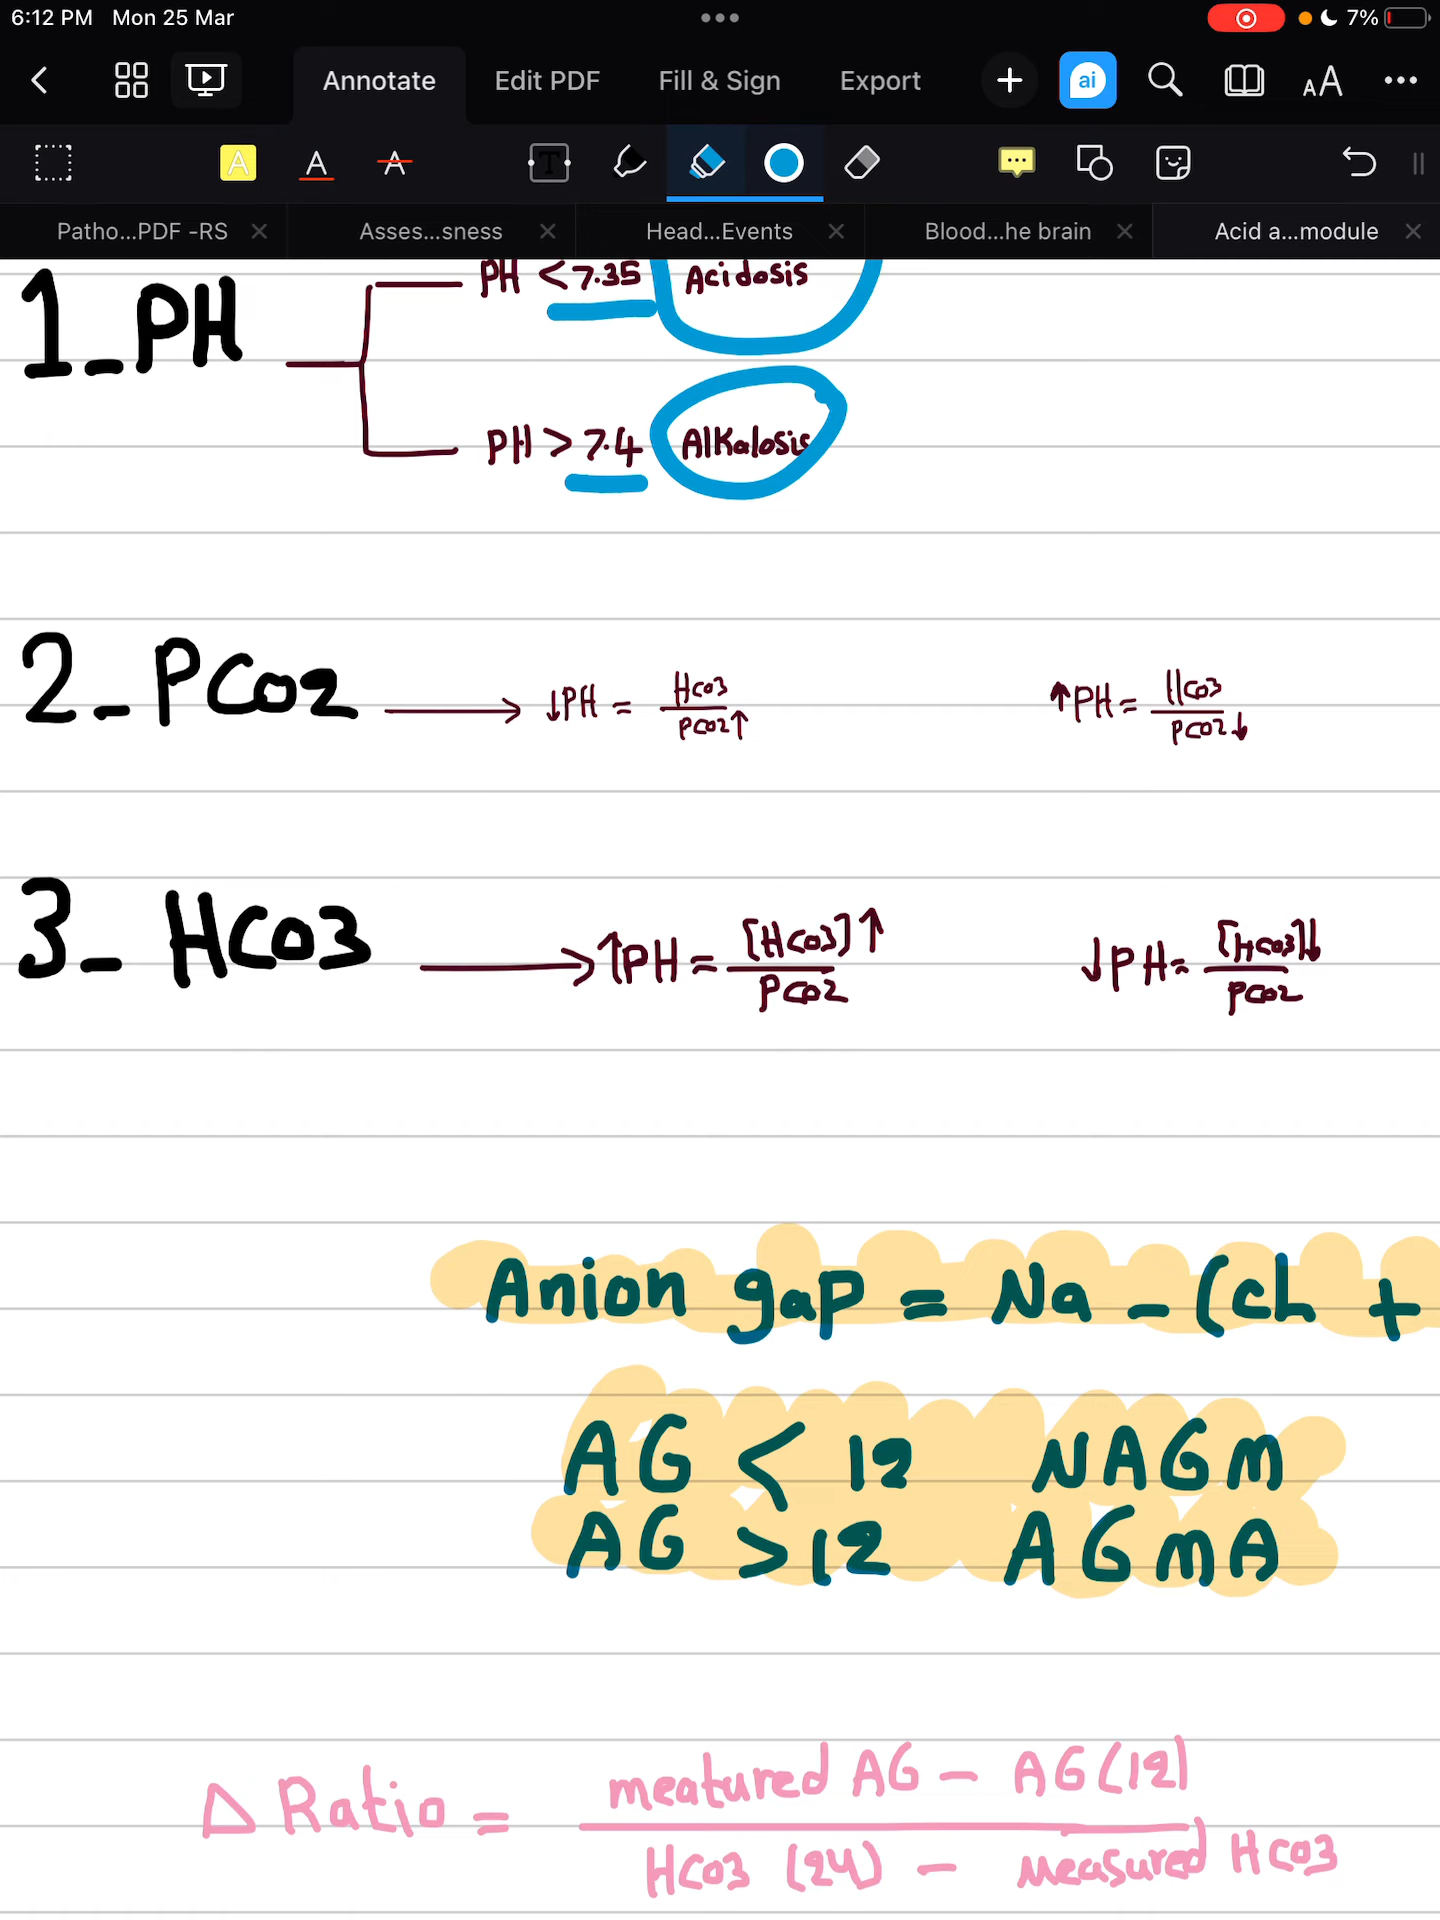 6:12 PM Mon 25 Mar
7%
Annotate Edit PDF Fill & Sign Export ai AA
A A A T
Patho...PDF -RS Asses...sness Head...Events Blood...he brain Acid a...module
PH <7.35 Acidosis
1_PH
PH > 7.4 Alkalosis
2_ PCO2 → ↓PH = HCO3 / PCO2↑ ↑PH = HCO3 / PCO2↓
3_ HCO3 → ↑PH = [HCO3]↑ / PCO2 ↓PH = [HCO3]↓ / PCO2
Anion gap = Na - (CL +
AG < 12 NAGM
AG > 12 AGMA
Δ Ratio = meatured AG - AG(12) / HCO3 (24) - measured HCO3